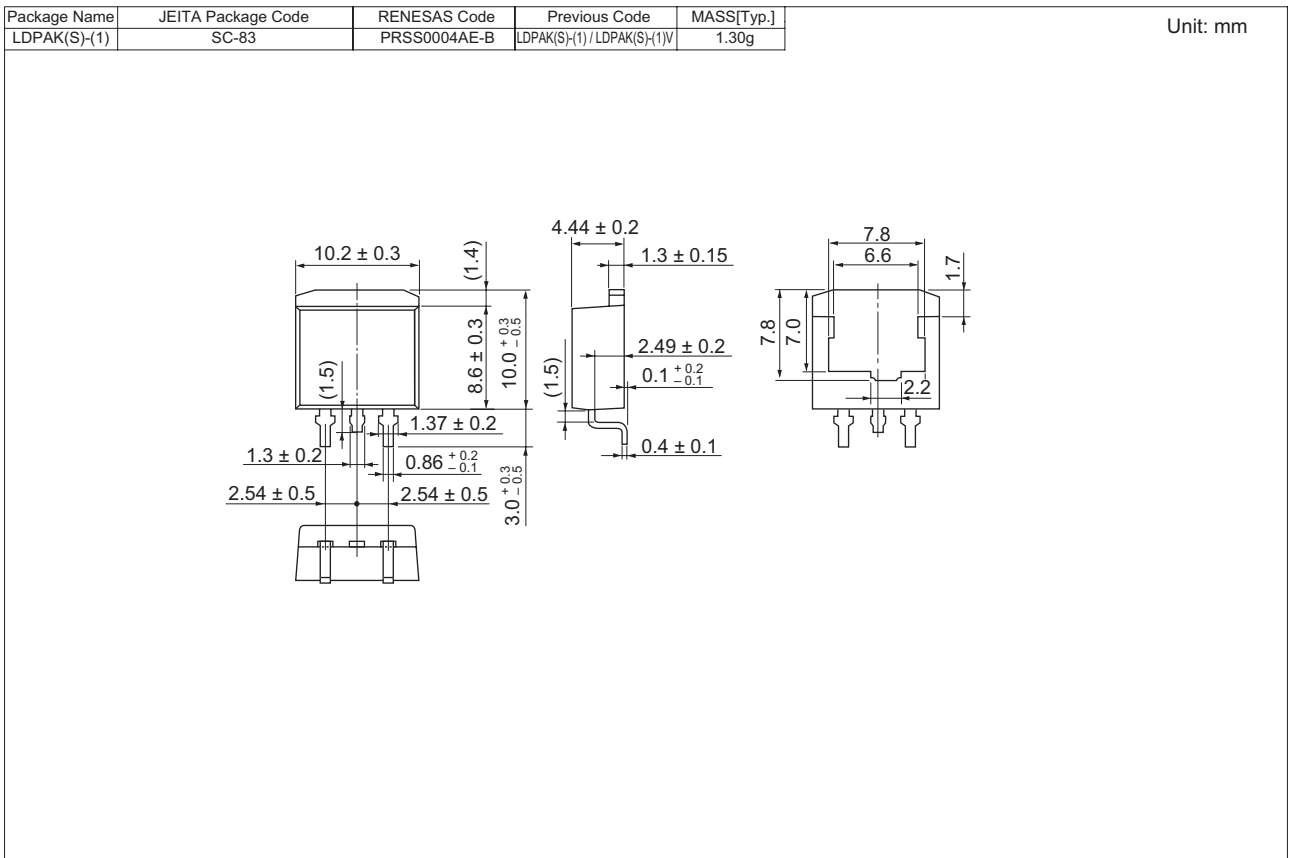 Package Name JEITA Package Code RENESAS Code Previous Code MASS[Typ.]
LDPAK(S)-(1) SC-83 PRSS0004AE-B LDPAK(S)-(1) / LDPAK(S)-(1)V 1.30g
Unit: mm
10.2 ± 0.3
(1.4)
8.6 ± 0.3
10.0 + 0.3 – 0.5
(1.5)
1.37 ± 0.2
1.3 ± 0.2
0.86 + 0.2 – 0.1
3.0 + 0.3 – 0.5
2.54 ± 0.5
2.54 ± 0.5
4.44 ± 0.2
1.3 ± 0.15
2.49 ± 0.2
0.1 + 0.2 – 0.1
(1.5)
0.4 ± 0.1
7.8
6.6
1.7
7.8
7.0
2.2